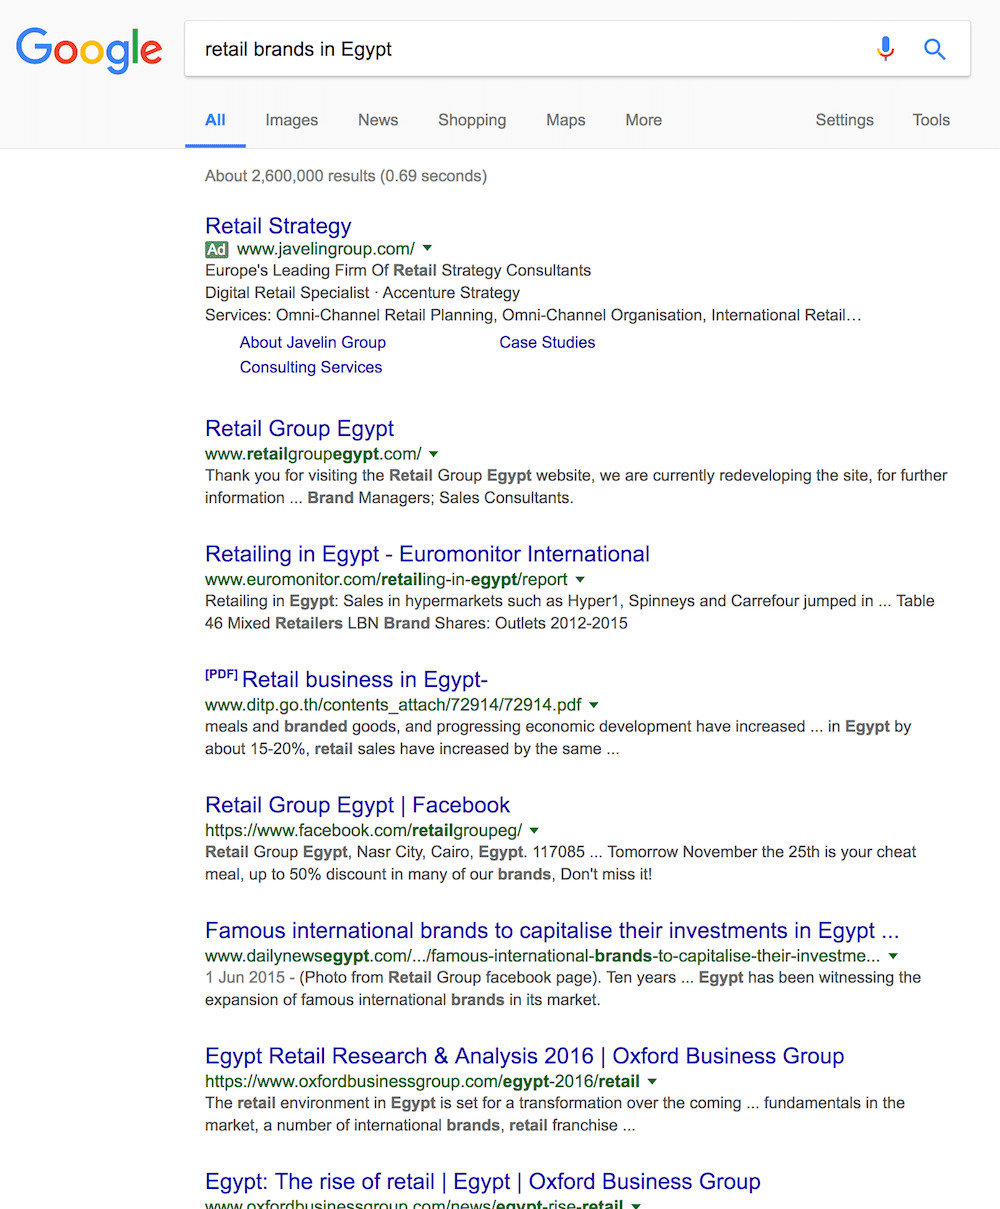 Google
retail brands in Egypt
All Images News Shopping Maps More Settings Tools
About 2,600,000 results (0.69 seconds)
Retail Strategy
Ad www.javelingroup.com/
Europe's Leading Firm Of Retail Strategy Consultants
Digital Retail Specialist · Accenture Strategy
Services: Omni-Channel Retail Planning, Omni-Channel Organisation, International Retail…
About Javelin Group Case Studies
Consulting Services
Retail Group Egypt
www.retailgroupegypt.com/
Thank you for visiting the Retail Group Egypt website, we are currently redeveloping the site, for further
information ... Brand Managers; Sales Consultants.
Retailing in Egypt - Euromonitor International
www.euromonitor.com/retailing-in-egypt/report
Retailing in Egypt: Sales in hypermarkets such as Hyper1, Spinneys and Carrefour jumped in ... Table
46 Mixed Retailers LBN Brand Shares: Outlets 2012-2015
[PDF] Retail business in Egypt-
www.ditp.go.th/contents_attach/72914/72914.pdf
meals and branded goods, and progressing economic development have increased ... in Egypt by
about 15-20%, retail sales have increased by the same ...
Retail Group Egypt | Facebook
https://www.facebook.com/retailgroupeg/
Retail Group Egypt, Nasr City, Cairo, Egypt. 117085 ... Tomorrow November the 25th is your cheat
meal, up to 50% discount in many of our brands, Don't miss it!
Famous international brands to capitalise their investments in Egypt ...
www.dailynewsegypt.com/.../famous-international-brands-to-capitalise-their-investme...
1 Jun 2015 - (Photo from Retail Group facebook page). Ten years ... Egypt has been witnessing the
expansion of famous international brands in its market.
Egypt Retail Research & Analysis 2016 | Oxford Business Group
https://www.oxfordbusinessgroup.com/egypt-2016/retail
The retail environment in Egypt is set for a transformation over the coming ... fundamentals in the
market, a number of international brands, retail franchise ...
Egypt: The rise of retail | Egypt | Oxford Business Group
www.oxfordbusinessgroup.com/news/egypt-rise-retail